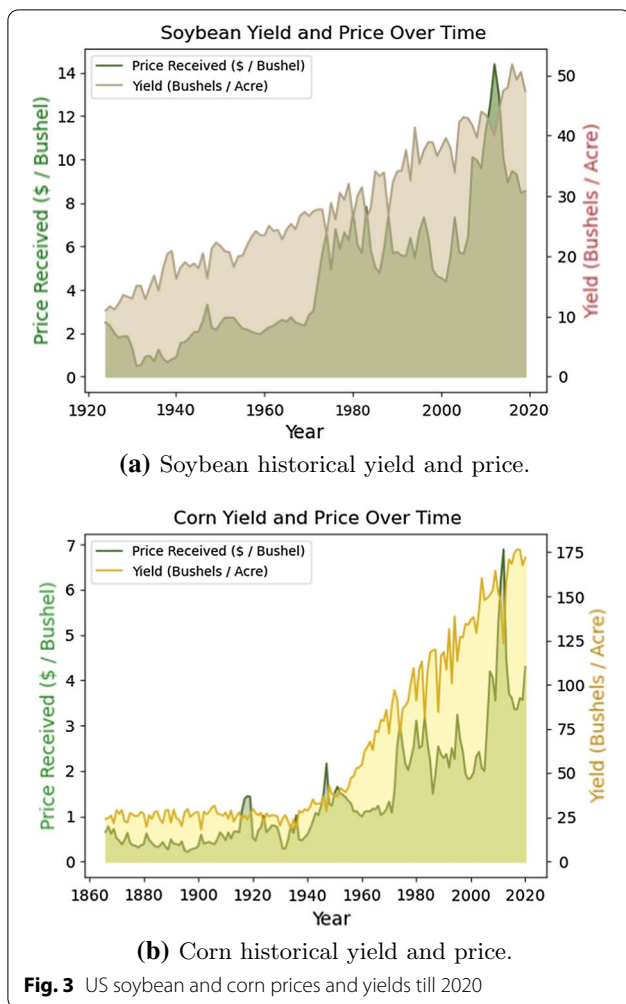 Soybean Yield and Price Over Time
Price Received ($ / Bushel)
Yield (Bushels / Acre)
Price Received ($ / Bushel)
14
12
10
8
6
4
2
0
50
40
30
20
10
0
Yield (Bushels / Acre)
1920 1940 1960 1980 2000 2020
Year
(a) Soybean historical yield and price.
Corn Yield and Price Over Time
Price Received ($ / Bushel)
Yield (Bushels / Acre)
Price Received ($ / Bushel)
7
6
5
4
3
2
1
0
175
150
125
100
75
50
25
0
Yield (Bushels / Acre)
1860 1880 1900 1920 1940 1960 1980 2000 2020
Year
(b) Corn historical yield and price.
Fig. 3 US soybean and corn prices and yields till 2020